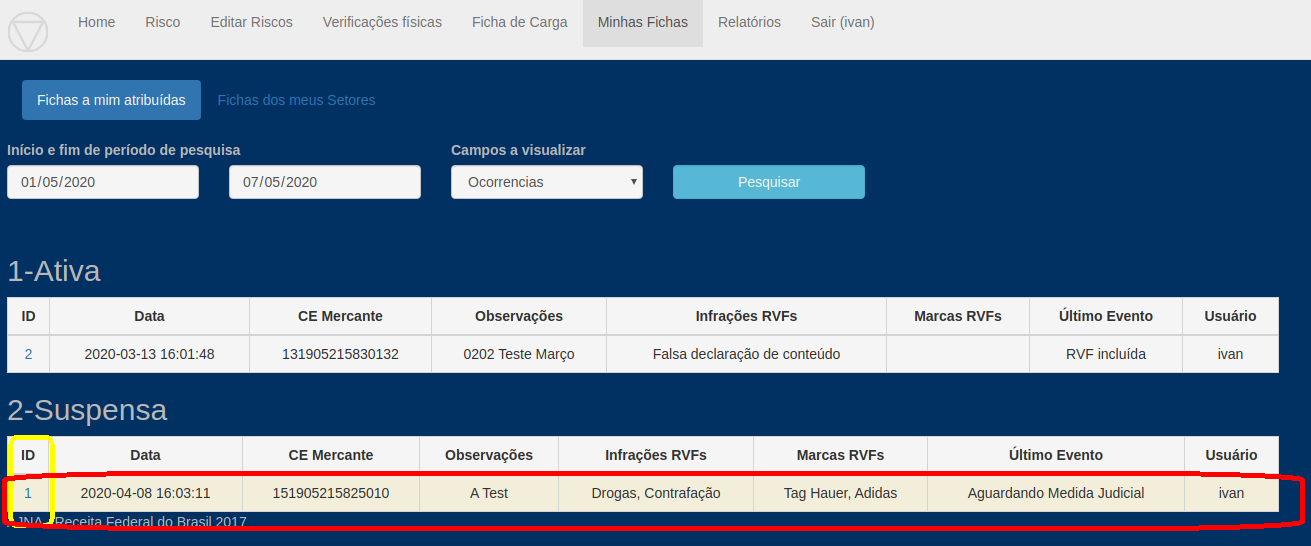 Home Risco Editar Riscos Verificações físicas Ficha de Carga Minhas Fichas Relatórios Sair (ivan)
Fichas a mim atribuídas Fichas dos meus Setores
Início e fim de período de pesquisa Campos a visualizar
01/05/2020 07/05/2020 Ocorrencias Pesquisar
1-Ativa
ID Data CE Mercante Observações Infrações RVFs Marcas RVFs Último Evento Usuário
2 2020-03-13 16:01:48 131905215830132 0202 Teste Março Falsa declaração de conteúdo RVF incluída ivan
2-Suspensa
ID Data CE Mercante Observações Infrações RVFs Marcas RVFs Último Evento Usuário
1 2020-04-08 16:03:11 151905215825010 A Test Drogas, Contrafação Tag Hauer, Adidas Aguardando Medida Judicial ivan
Receita Federal do Brasil 2017